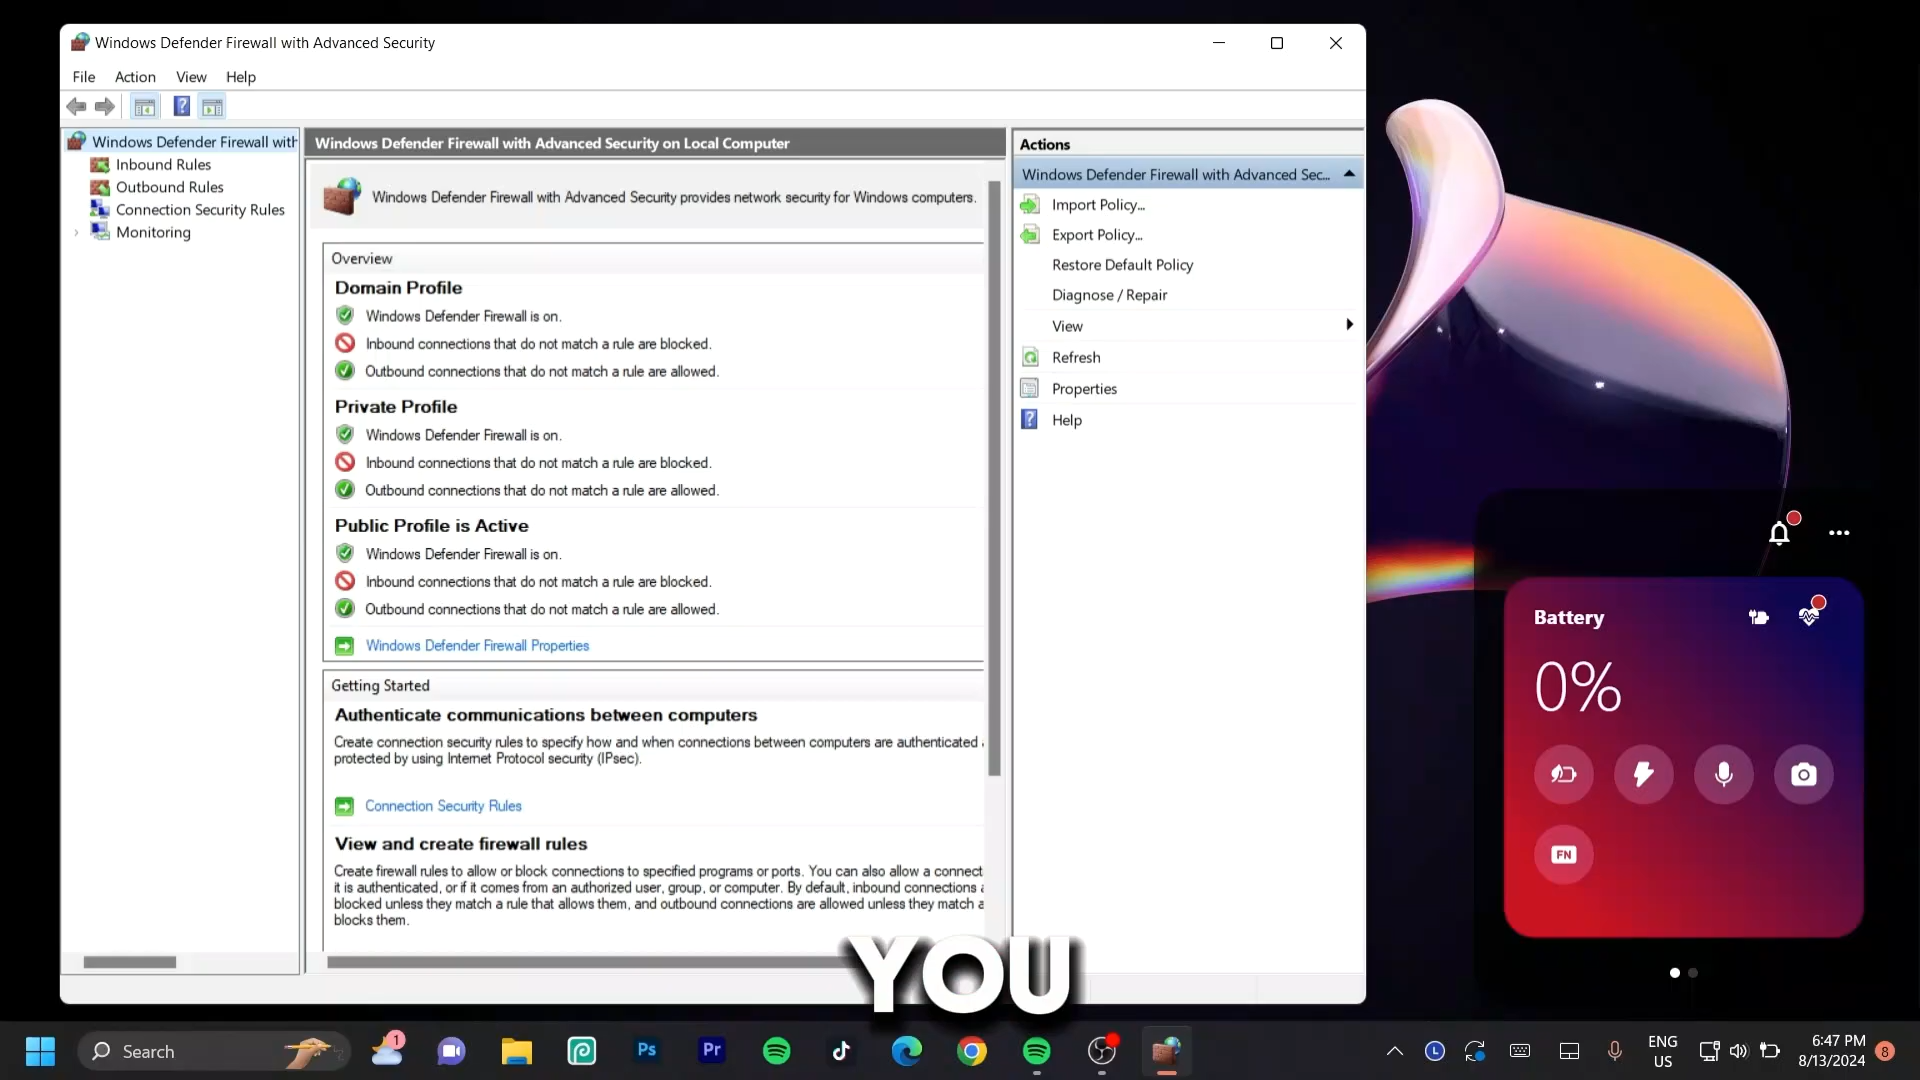 Windows Defender Firewall with Advanced Security
File Action View Help
Windows Defender Firewall with
Inbound Rules
Outbound Rules
Connection Security Rules
Monitoring
Windows Defender Firewall with Advanced Security on Local Computer
Windows Defender Firewall with Advanced Security provides network security for Windows computers.
Overview
Domain Profile
Windows Defender Firewall is on.
Inbound connections that do not match a rule are blocked.
Outbound connections that do not match a rule are allowed.
Private Profile
Windows Defender Firewall is on.
Inbound connections that do not match a rule are blocked.
Outbound connections that do not match a rule are allowed.
Public Profile is Active
Windows Defender Firewall is on.
Inbound connections that do not match a rule are blocked.
Outbound connections that do not match a rule are allowed.
Windows Defender Firewall Properties
Getting Started
Authenticate communications between computers
Create connection security rules to specify how and when connections between computers are authenticated
protected by using Internet Protocol security (IPsec).
Connection Security Rules
View and create firewall rules
Create firewall rules to allow or block connections to specified programs or ports. You can also allow a connect
it is authenticated, or if it comes from an authorized user, group, or computer. By default, inbound connections a
blocked unless they match a rule that allows them, and outbound connections are allowed unless they match a
blocks them.
Actions
Windows Defender Firewall with Advanced Sec...
Import Policy...
Export Policy...
Restore Default Policy
Diagnose / Repair
View
Refresh
Properties
Help
Battery
0%
FN
YOU
Search
1
Ps
Pr
L
ENG
US
6:47 PM
8/13/2024
8